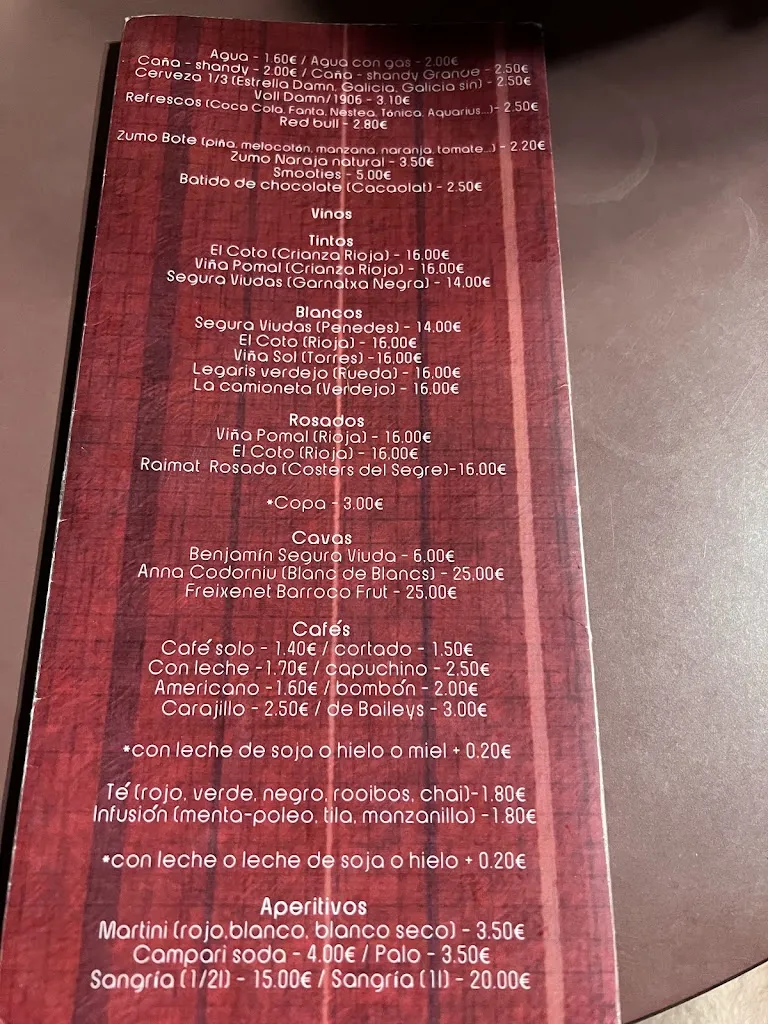 Agua - 1.60€ / Agua con gas - 2.00€
Caña - shandy - 2.00€ / Caña - shandy Grande - 2.50€
Cerveza 1/3 (Estrella Damn, Galicia, Galicia sin) - 2.50€
Voll Damn/1906 - 3.10€
Refrescos (Coca Cola, Fanta, Nestea, Tónica, Aquarius...)- 2.50€
Red bull - 2.80€
Zumo Bote (piña, melocotón, manzana, naranja, tomate...) - 2.20€
Zumo Naraja natural - 3.50€
Smooties - 5.00€
Batido de chocolate (Cacaolat) - 2.50€
Vinos
Tintos
El Coto (Crianza Rioja) - 16.00€
Viña Pomal (Crianza Rioja) - 16.00€
Segura Viudas (Garnatxa Negra) - 14.00€
Blancos
Segura Viudas (Penedes) - 14.00€
El Coto (Rioja) - 16.00€
Viña Sol (Torres) -16.00€
Legaris verdejo (Rueda) - 16.00€
La camioneta (Verdejo) - 16.00€
Rosados
Viña Pomal (Rioja) - 16.00€
El Coto (Rioja) - 16.00€
Raimat Rosada (Costers del Segre)-16.00€
*Copa - 3.00€
Cavas
Benjamín Segura Viuda - 6.00€
Anna Codorniu (Blanc de Blancs) - 25,00€
Freixenet Barroco Frut - 25,00€
Cafés
Café solo - 1.40€ / cortado - 1.50€
Con leche -1.70€ / capuchino - 2.50€
Americano -1.60€ / bombón - 2.00€
Carajillo - 2.50€ / de Baileys - 3.00€
*con leche de soja o hielo o miel + 0.20€
Té (rojo, verde, negro, rooibos, chai)-1.80€
Infusión (menta-poleo, tila, manzanilla) -1.80€
*con leche o leche de soja o hielo + 0.20€
Aperitivos
Martini (rojo,blanco, blanco seco) - 3.50€
Campari soda - 4.00€ / Palo - 3.50€
Sangría (1/2l) - 15.00€ / Sangría (1l) - 20.00€